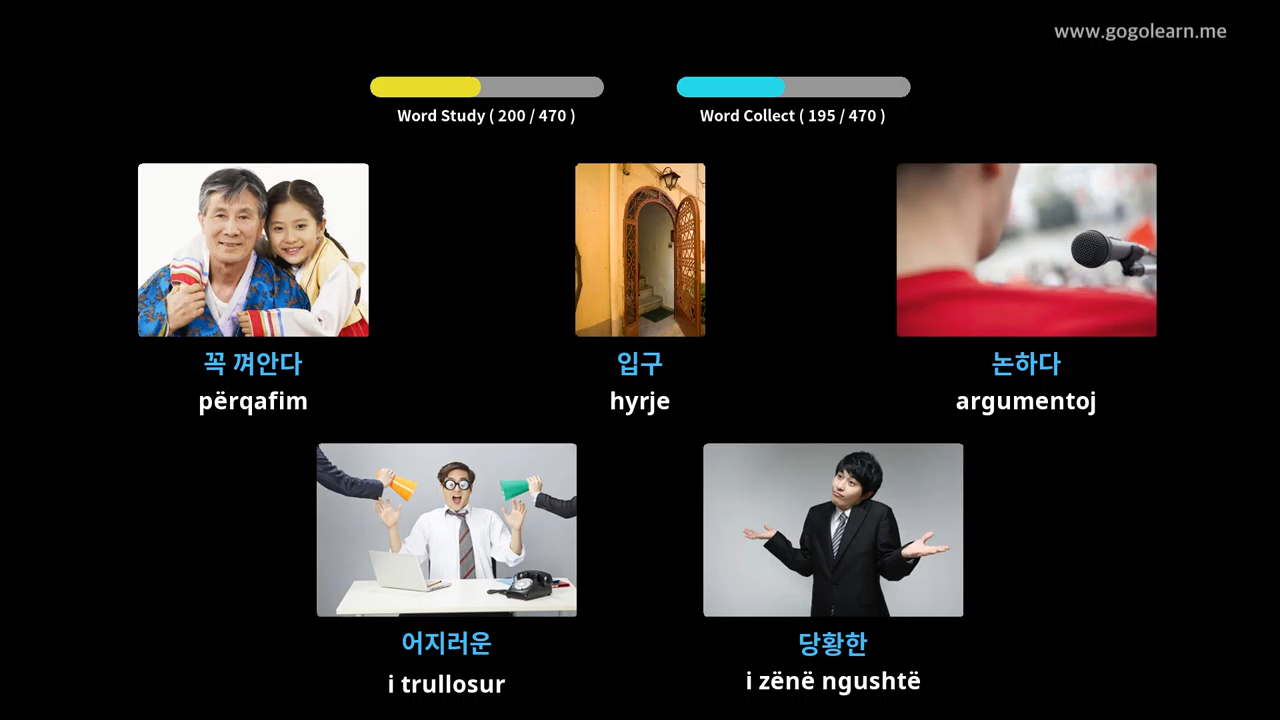 www.gogolearn.me
Word Study ( 200 / 470 )
Word Collect ( 195 / 470 )
꼭 껴안다
përqafim
입구
hyrje
논하다
argumentoj
어지러운
i trullosur
당황한
i zënë ngushtë